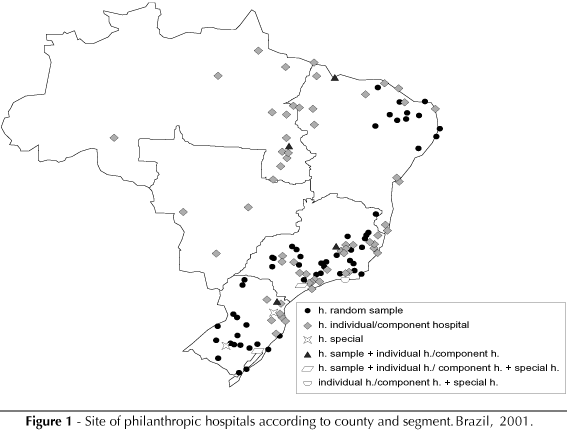 h. random sample
h. individual/component hospital
h. special
h. sample + individual h./component h.
h. sample + individual h./ component h. + special h.
individual h./component h. + special h.
Figure 1 - Site of philanthropic hospitals according to county and segment. Brazil, 2001.